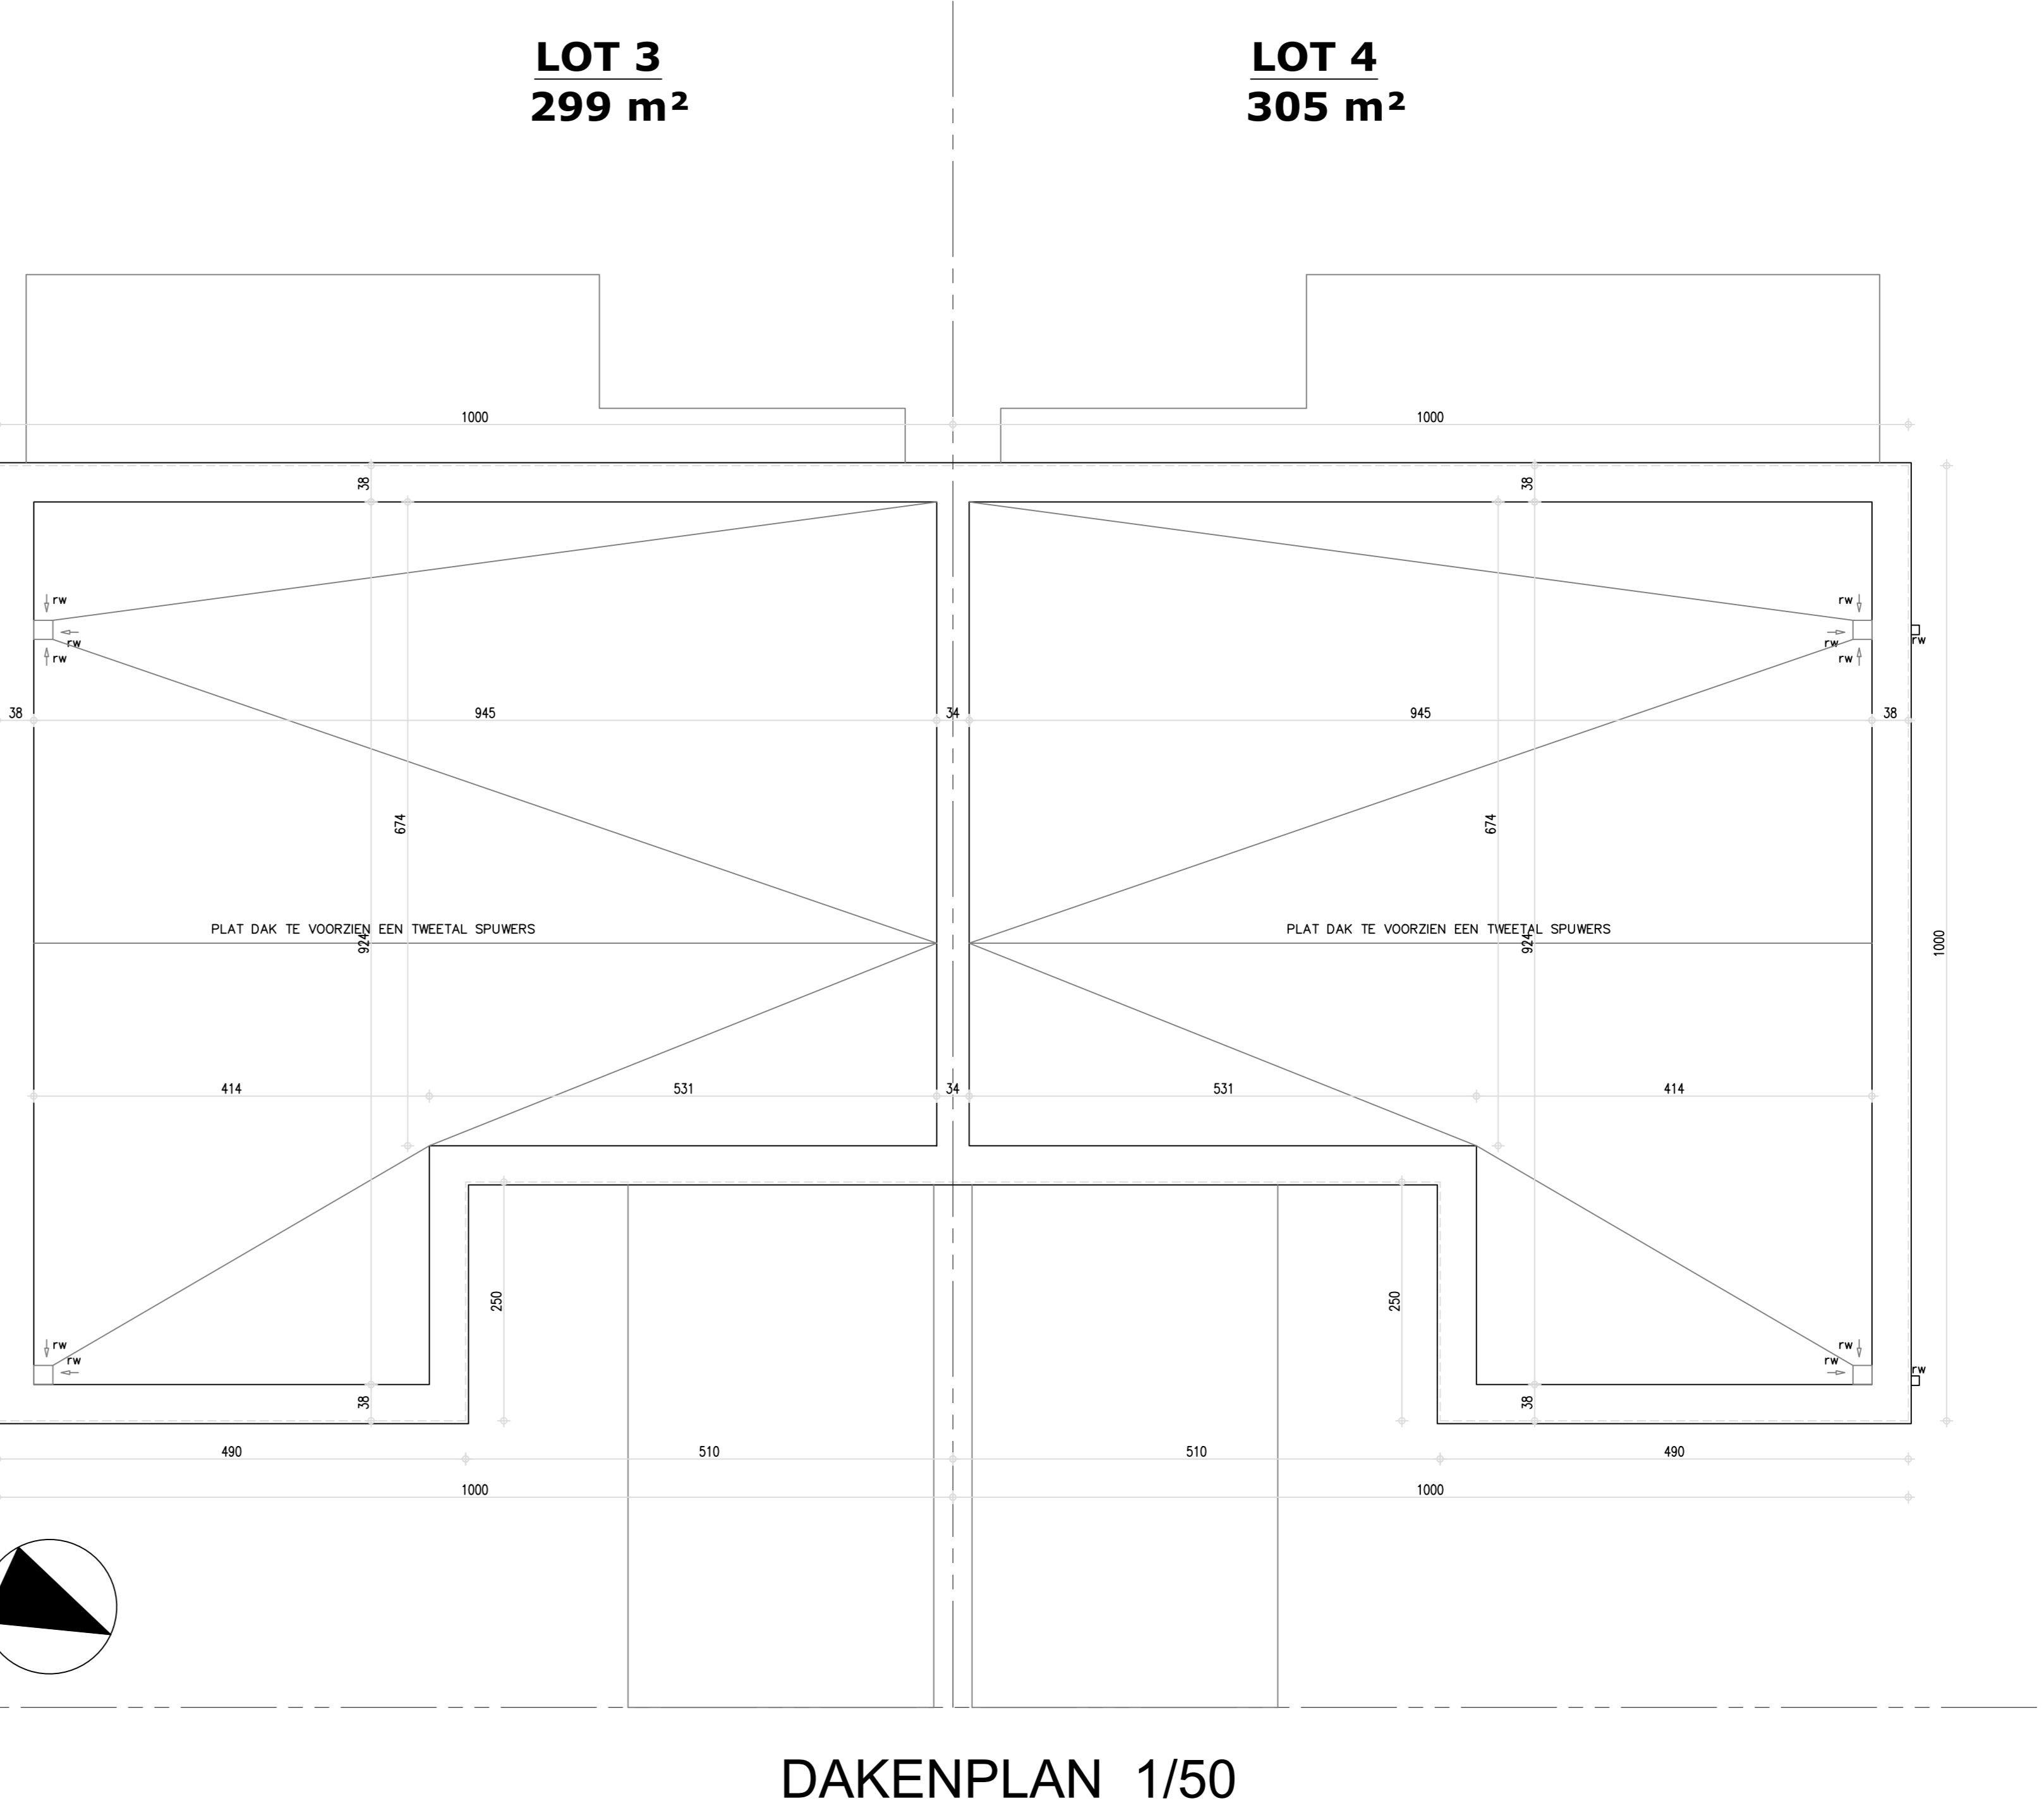 LOT 3
LOT 4
299 m²
305 m²
1000
1000
38
38
rw
rw
rw
rw
rw
rw
rw
38
945
34
945
38
674
674
PLAT DAK TE VOORZIEN EEN TWEETAL SPUWERS
PLAT DAK TE VOORZIEN EEN TWEETAL SPUWERS
924
924
1000
414
531
34
531
414
250
250
rw
rw
rw
rw
rw
38
38
490
510
510
490
1000
1000
DAKENPLAN 1/50